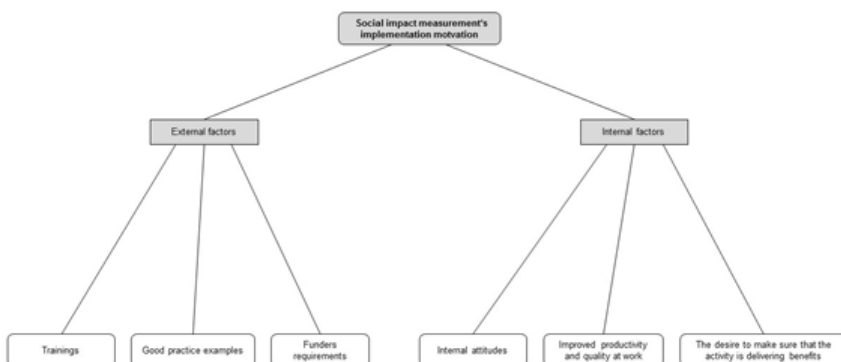 Social impact measurement's
implementation motvation
External factors
Internal factors
Trainings
Good practice examples
Funders
requirements
Internal attitudes
Improved productivity
and quality at work
The desire to make sure that the
activity is delivering benefits